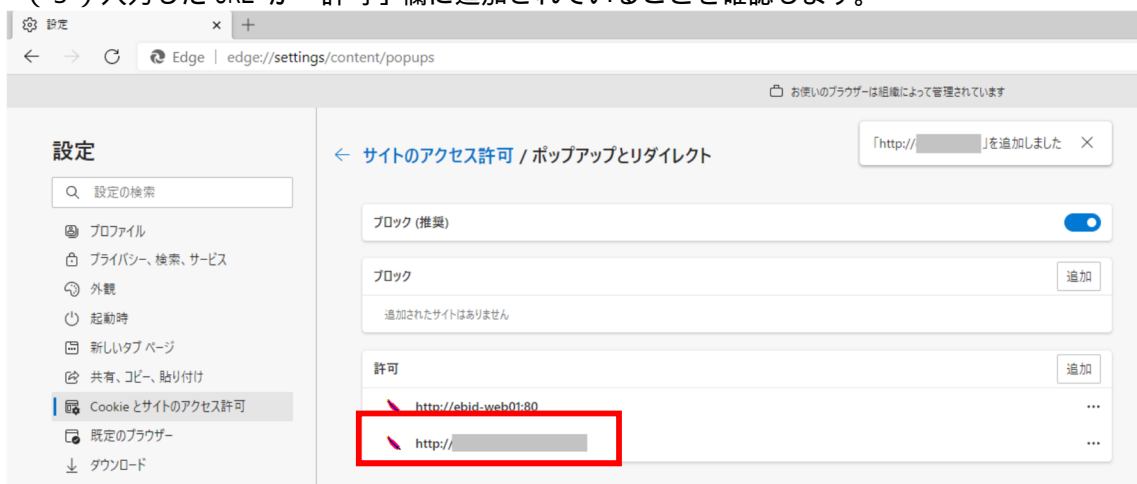 (5)入力した URL が「許可」欄に追加されていることを確認します。
設定
Edge | edge://settings/content/popups
お使いのブラウザーは組織によって管理されています
設定
設定の検索
プロファイル
プライバシー、検索、サービス
外観
起動時
新しいタブ ページ
共有、コピー、貼り付け
Cookie とサイトのアクセス許可
既定のブラウザー
ダウンロード
サイトのアクセス許可 / ポップアップとリダイレクト
「http:// 」を追加しました
ブロック (推奨)
ブロック
追加
追加されたサイトはありません
許可
追加
http://ebid-web01:80
http://